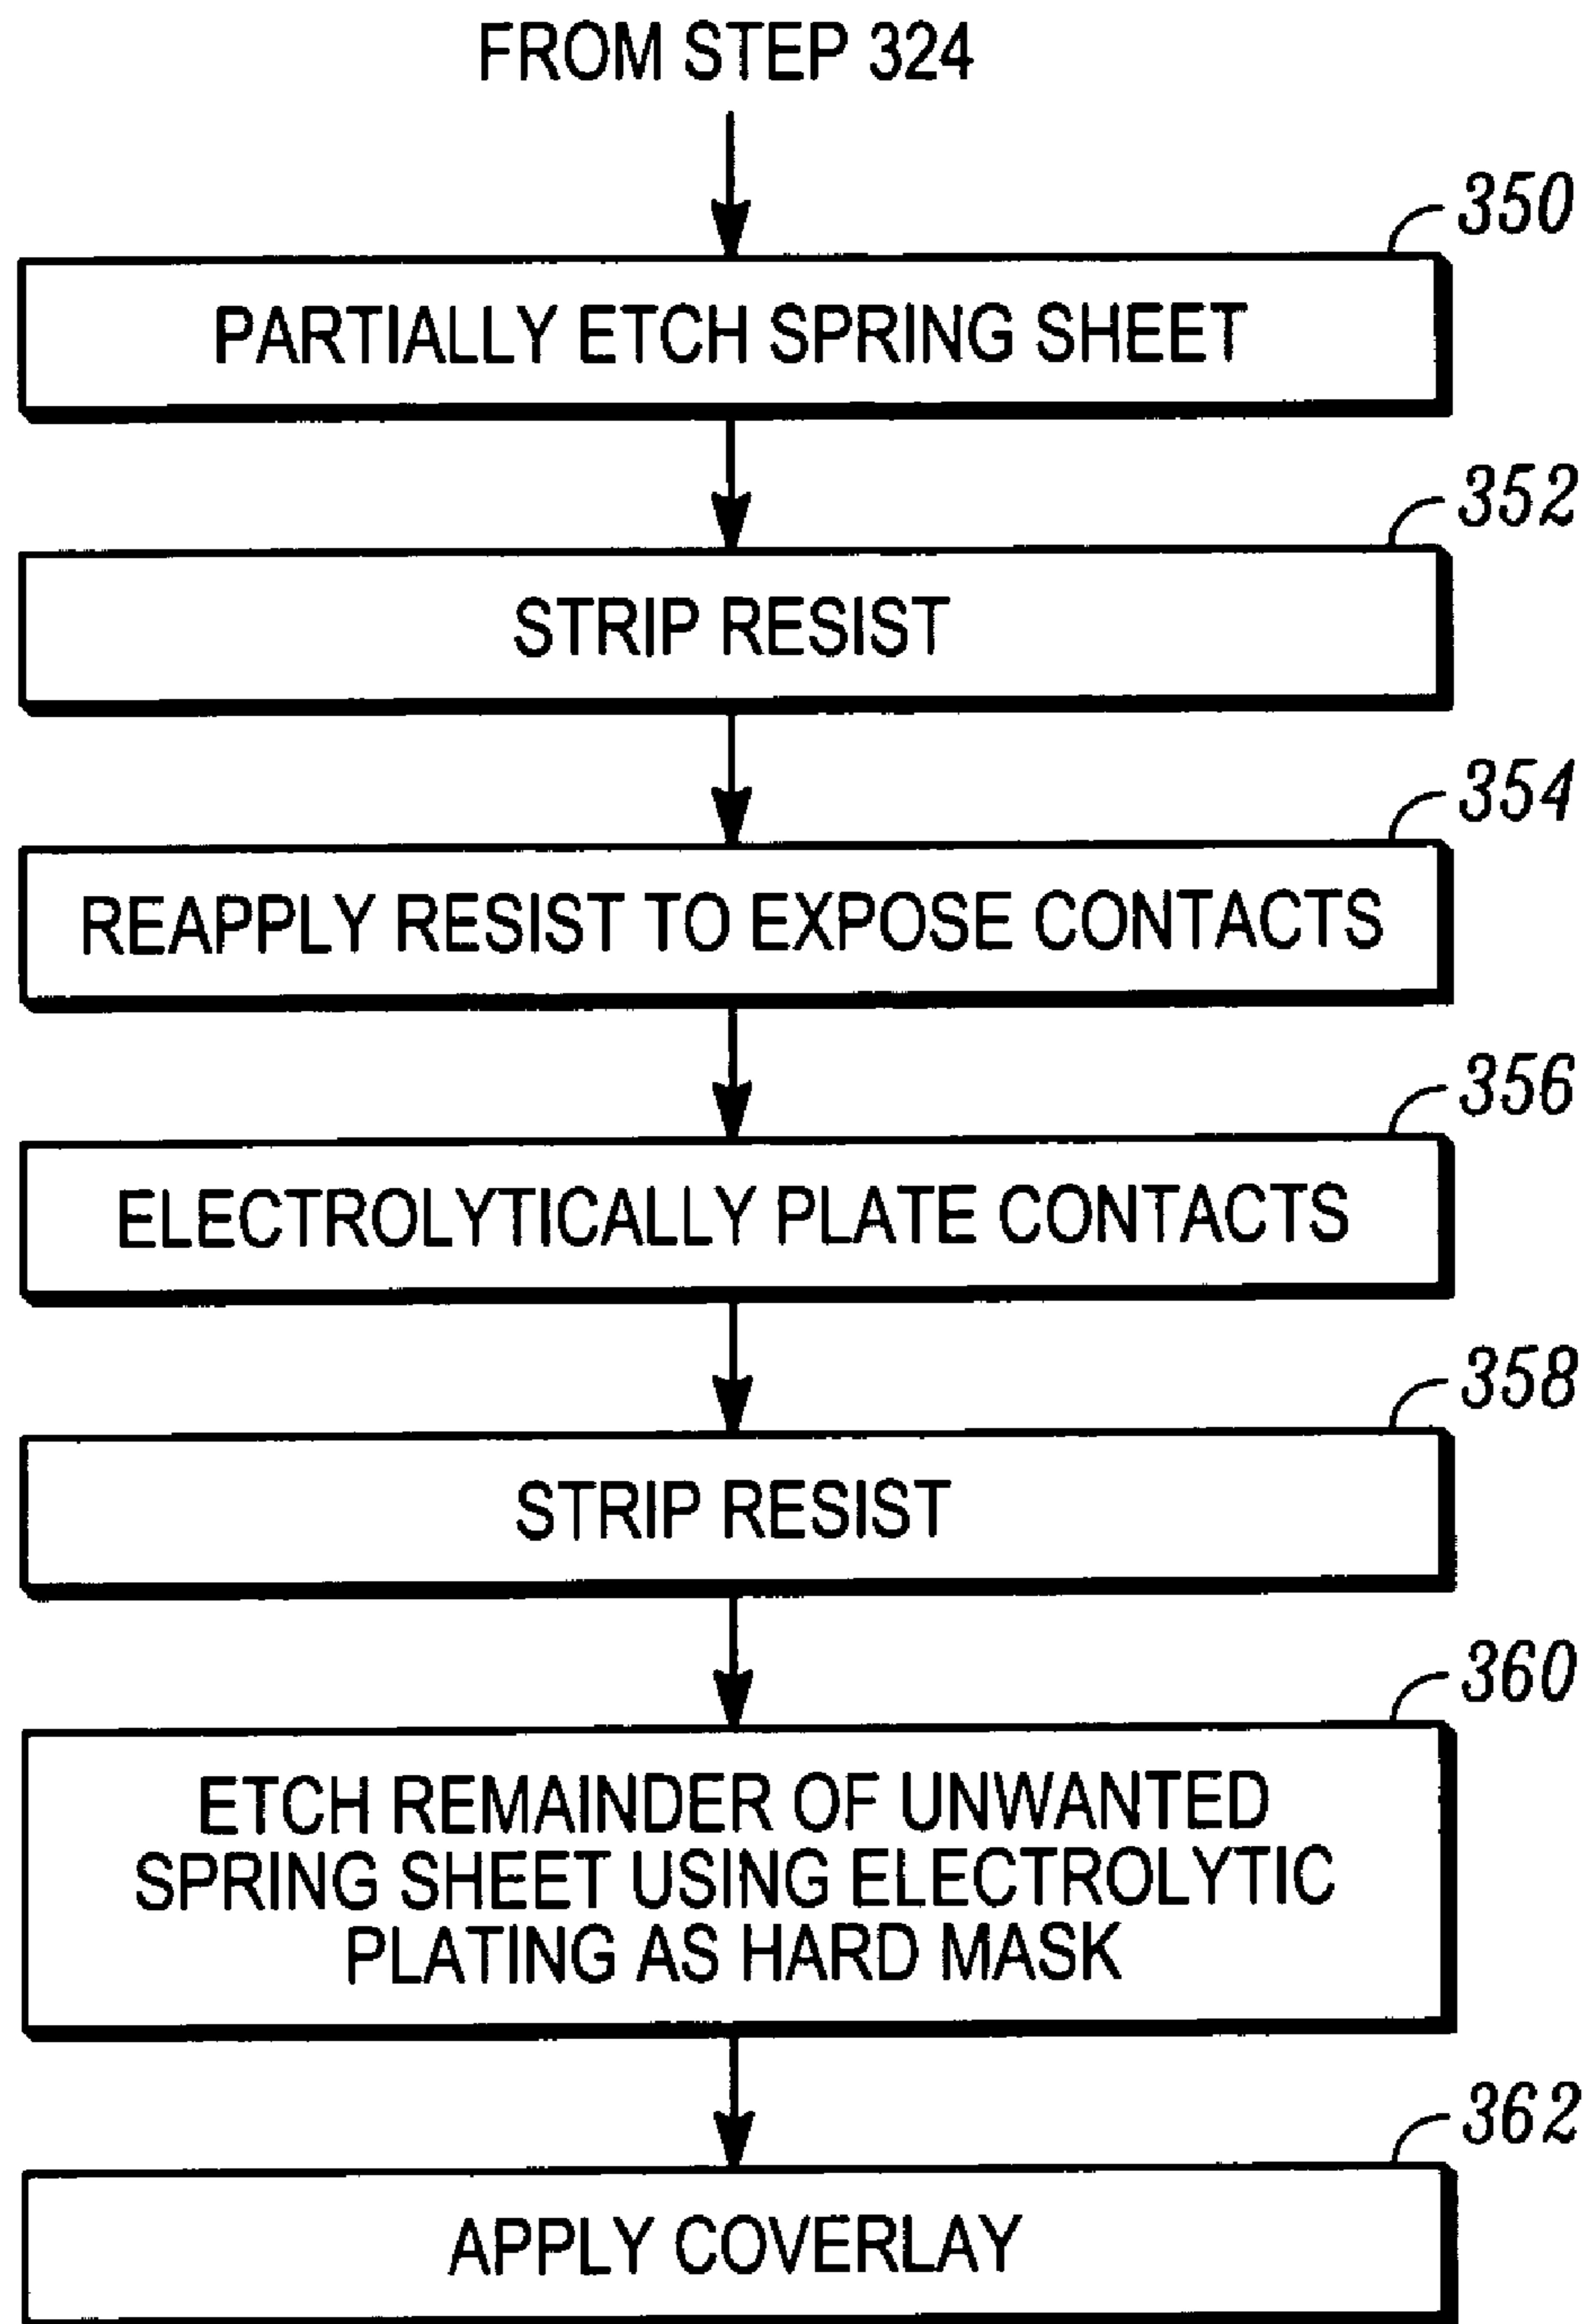 FROM STEP 324
350
PARTIALLY ETCH SPRING SHEET
352
STRIP RESIST
354
REAPPLY RESIST TO EXPOSE CONTACTS
356
ELECTROLYTICALLY PLATE CONTACTS
358
STRIP RESIST
360
ETCH REMAINDER OF UNWANTED
SPRING SHEET USING ELECTROLYTIC
PLATING AS HARD MASK
362
APPLY COVERLAY